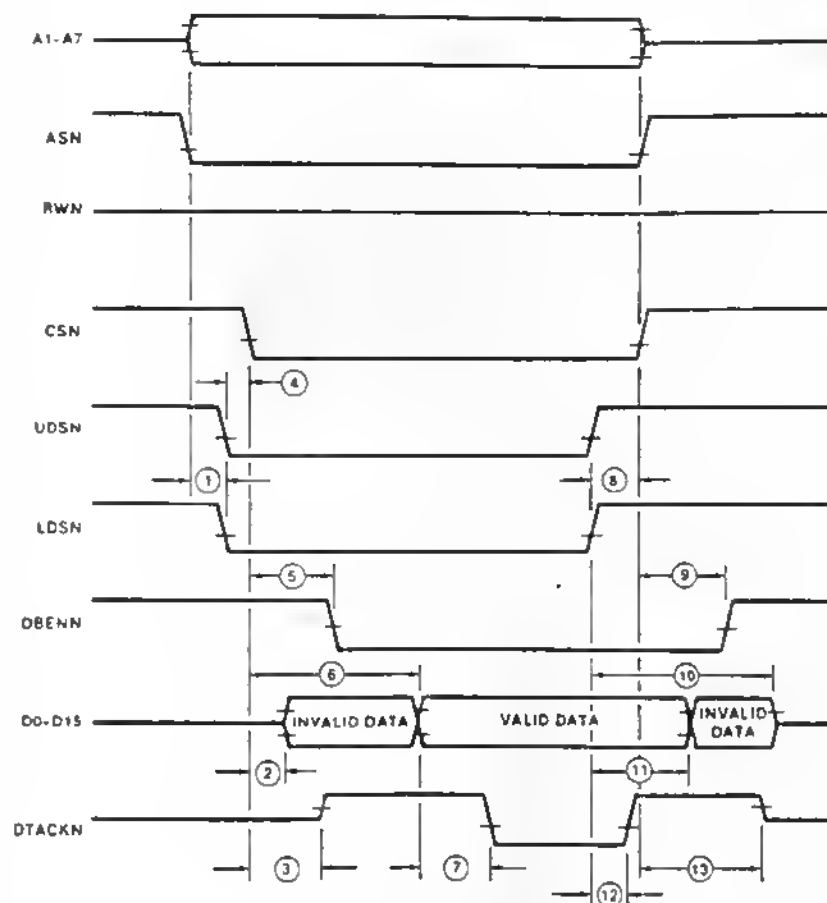 A1-A7
ASN
RWN
CSN
4
UDSN
1
8
LDSN
5
9
DBENN
6
10
D0-D15 INVALID DATA VALID DATA INVALID DATA
2
11
DTACKN
3
7
12
13